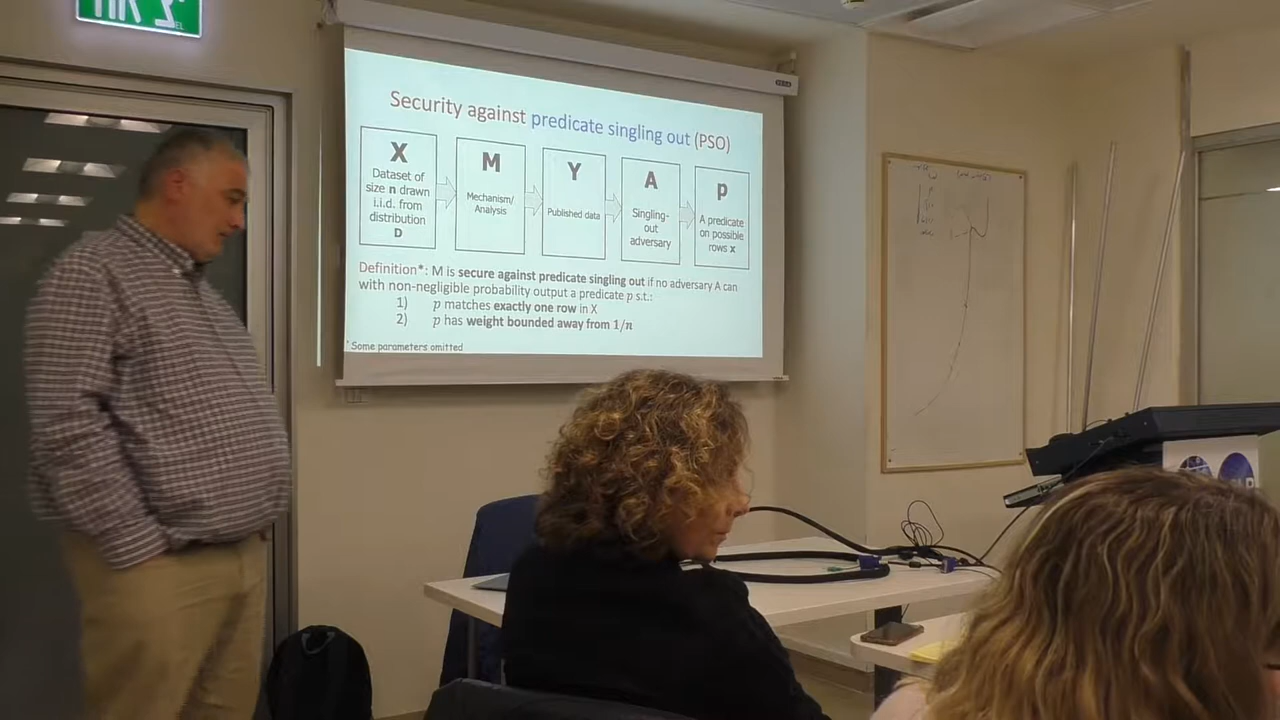 Security against predicate singling out (PSO)
X
Dataset of
size n drawn
i.i.d. from
distribution
D
M
Mechanism/
Analysis
Y
Published data
A
Singling-
out
adversary
p
A predicate
on possible
rows x
Definition*: M is secure against predicate singling out if no adversary A can
with non-negligible probability output a predicate p s.t.:
1) p matches exactly one row in X
2) p has weight bounded away from 1/n
* Some parameters omitted